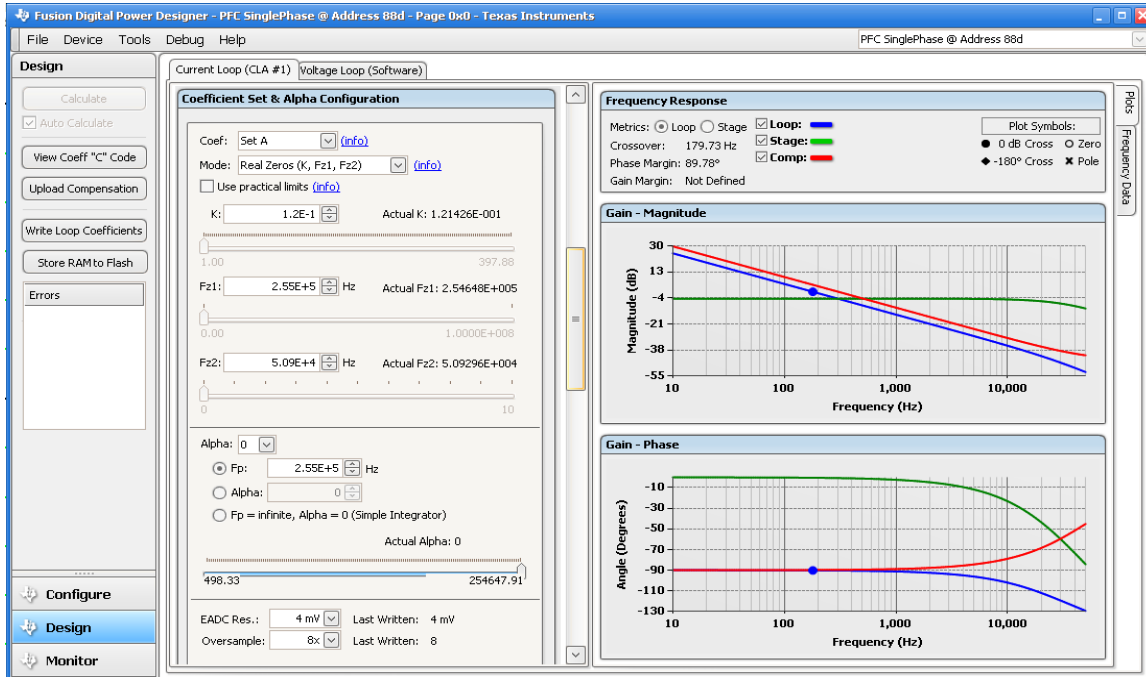 Fusion Digital Power Designer - PFC SinglePhase @ Address 88d - Page 0x0 - Texas Instruments
File Device Tools Debug Help
PFC SinglePhase @ Address 88d
Design
Calculate
Auto Calculate
View Coeff "C" Code
Upload Compensation
Write Loop Coefficients
Store RAM to Flash
Errors
Configure
Design
Monitor
Current Loop (CLA #1)
Voltage Loop (Software)
Coefficient Set & Alpha Configuration
Coef: Set A (info)
Mode: Real Zeros (K, Fz1, Fz2) (info)
Use practical limits (info)
K: 1.2E-1 Actual K: 1.21426E-001
1.00 397.88
Fz1: 2.55E+5 Hz Actual Fz1: 2.54648E+005
0.00 1.0000E+008
Fz2: 5.09E+4 Hz Actual Fz2: 5.09296E+004
0 10
Alpha: 0
Fp: 2.55E+5 Hz
Alpha: 0
Fp = infinite, Alpha = 0 (Simple Integrator)
Actual Alpha: 0
498.33 254647.91
EADC Res.: 4 mV Last Written: 4 mV
Oversample: 8x Last Written: 8
Frequency Response
Metrics: Loop Stage
Crossover: 179.73 Hz
Phase Margin: 89.78°
Gain Margin: Not Defined
Loop:
Stage:
Comp:
Plot Symbols:
0 dB Cross Zero
-180° Cross Pole
Gain - Magnitude
Magnitude (dB)
30
13
-4
-21
-38
-55
10 100 1,000 10,000
Frequency (Hz)
Gain - Phase
Angle (Degrees)
-10
-30
-50
-70
-90
-110
-130
10 100 1,000 10,000
Frequency (Hz)
Plots
Frequency Data